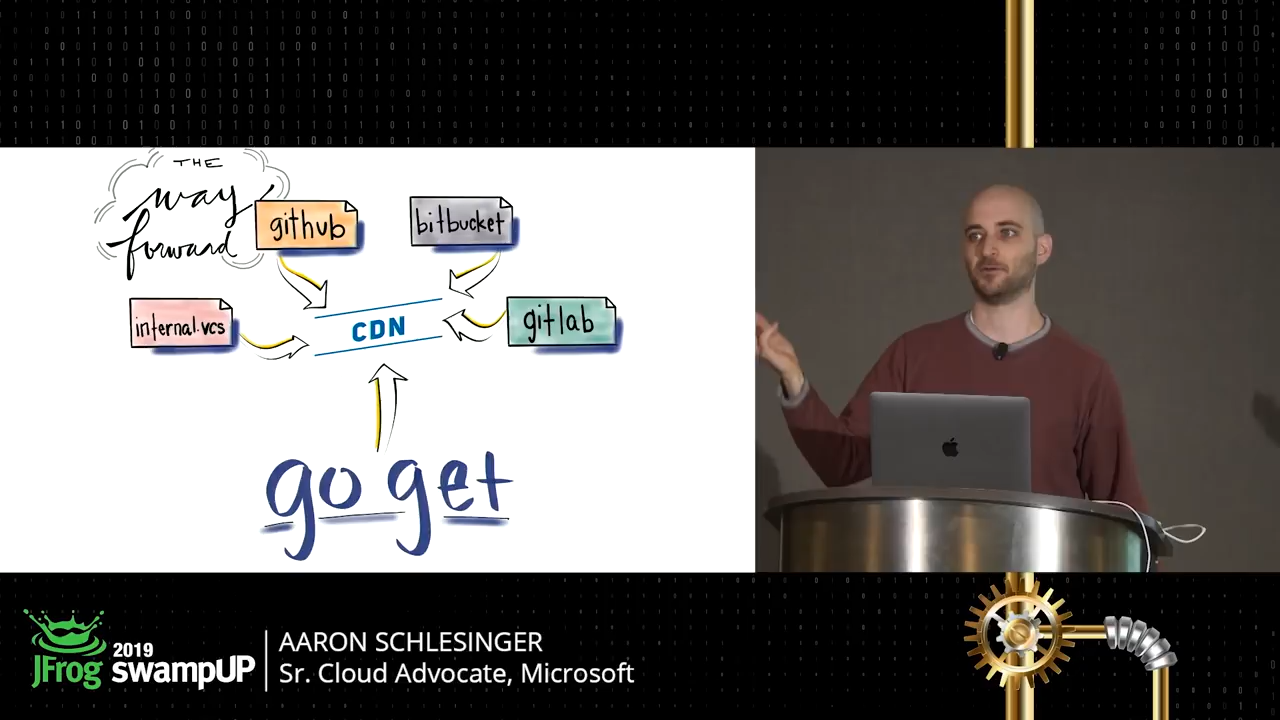 THE
way
forward
github
bitbucket
internal.vcs
CDN
gitlab
go get
JFrog
2019
swampUP
AARON SCHLESINGER
Sr. Cloud Advocate, Microsoft